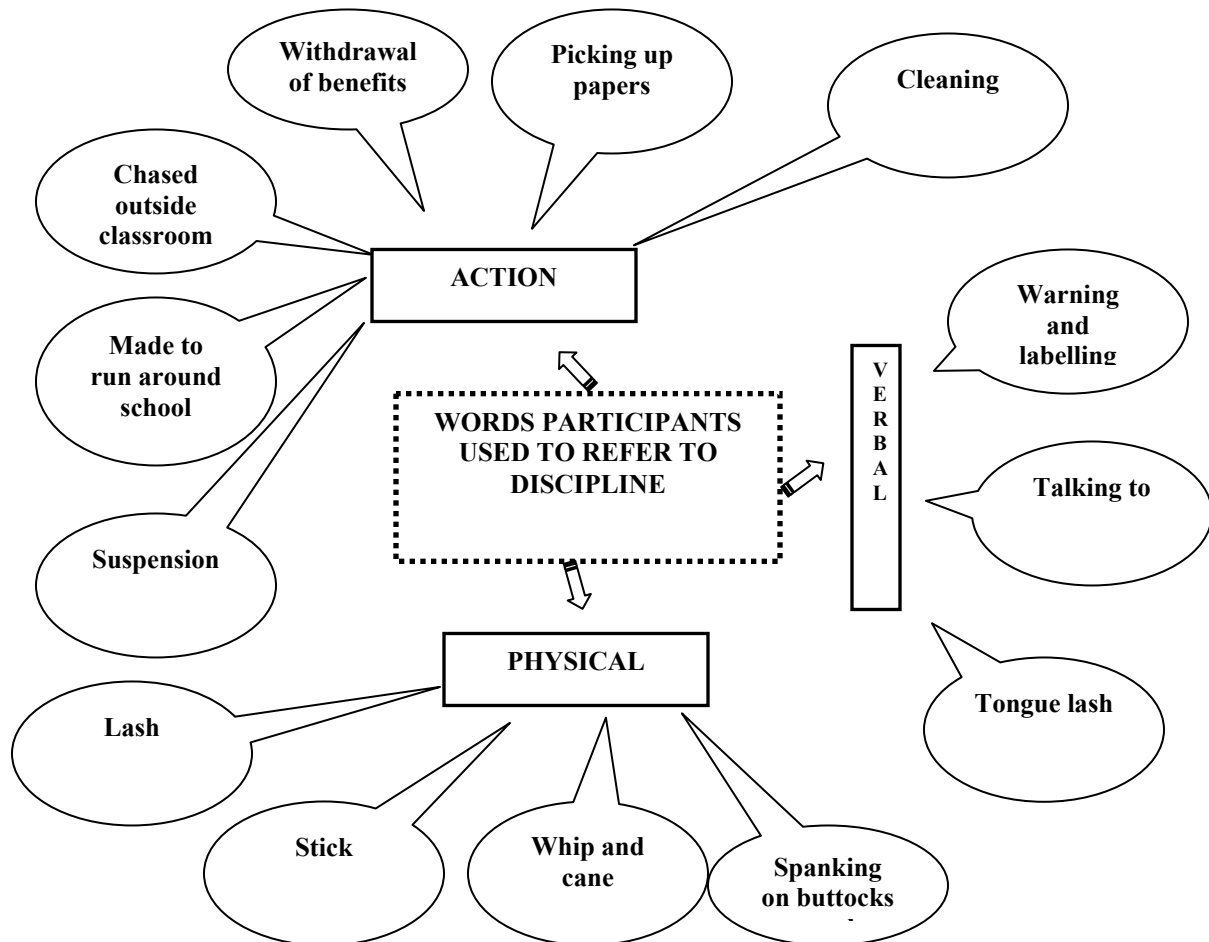 Withdrawal
of benefits
Picking up
papers
Cleaning
Chased
outside
classroom
ACTION
Made to
run around
school
Suspension
WORDS PARTICIPANTS
USED TO REFER TO
DISCIPLINE
V
E
R
B
A
L
Warning
and
labelling
Talking to
Tongue lash
PHYSICAL
Lash
Stick
Whip and
cane
Spanking
on buttocks